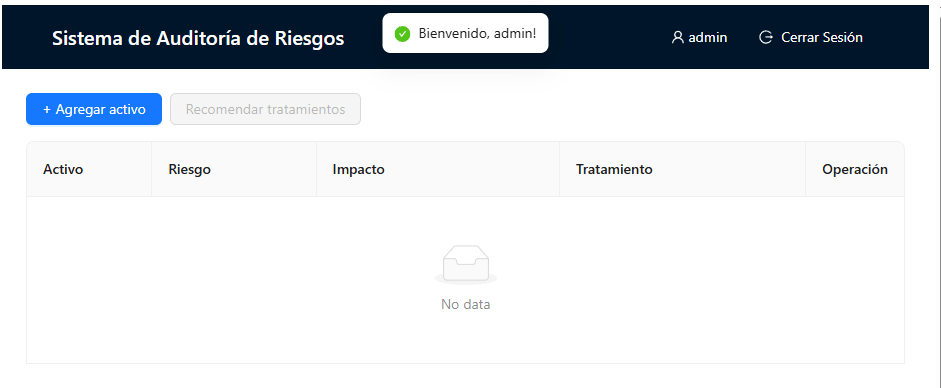 Sistema de Auditoría de Riesgos
Bienvenido, admin!
admin
Cerrar Sesión
+ Agregar activo
Recomendar tratamientos
Activo
Riesgo
Impacto
Tratamiento
Operación
No data